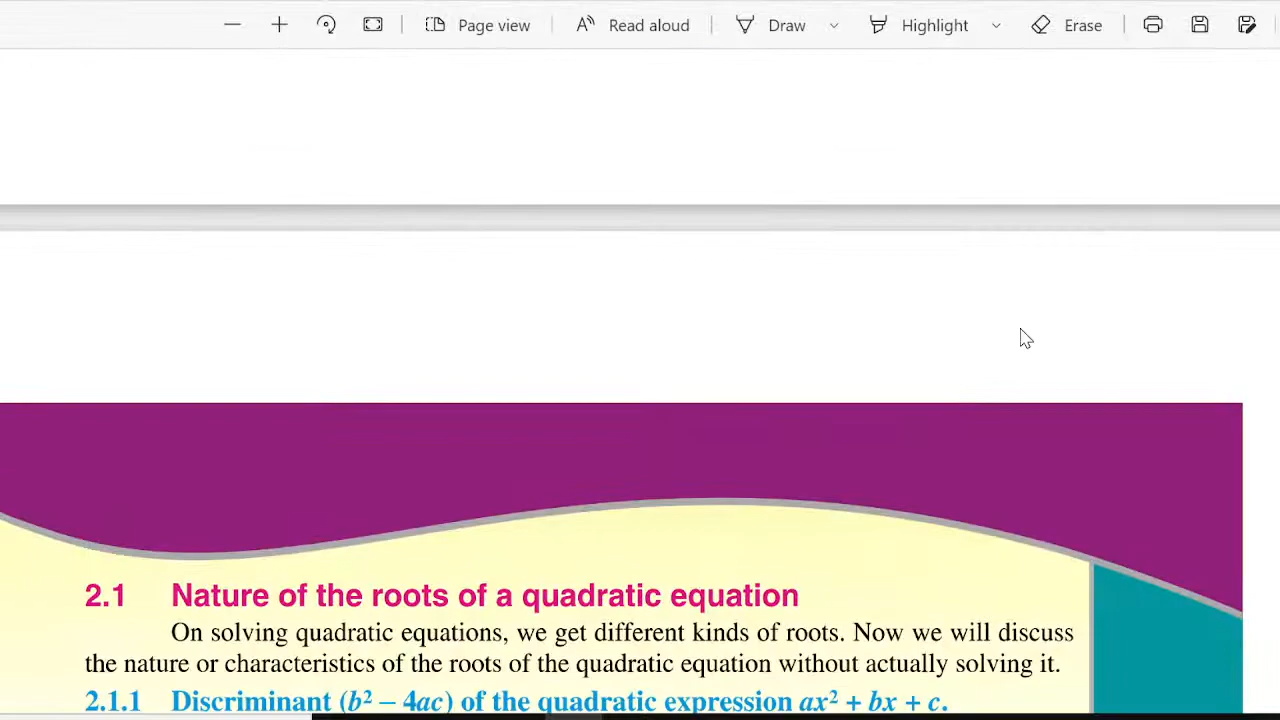 Page view Read aloud Draw Highlight Erase
2.1 Nature of the roots of a quadratic equation
On solving quadratic equations, we get different kinds of roots. Now we will discuss
the nature or characteristics of the roots of the quadratic equation without actually solving it.
2.1.1 Discriminant (b² – 4ac) of the quadratic expression ax² + bx + c.